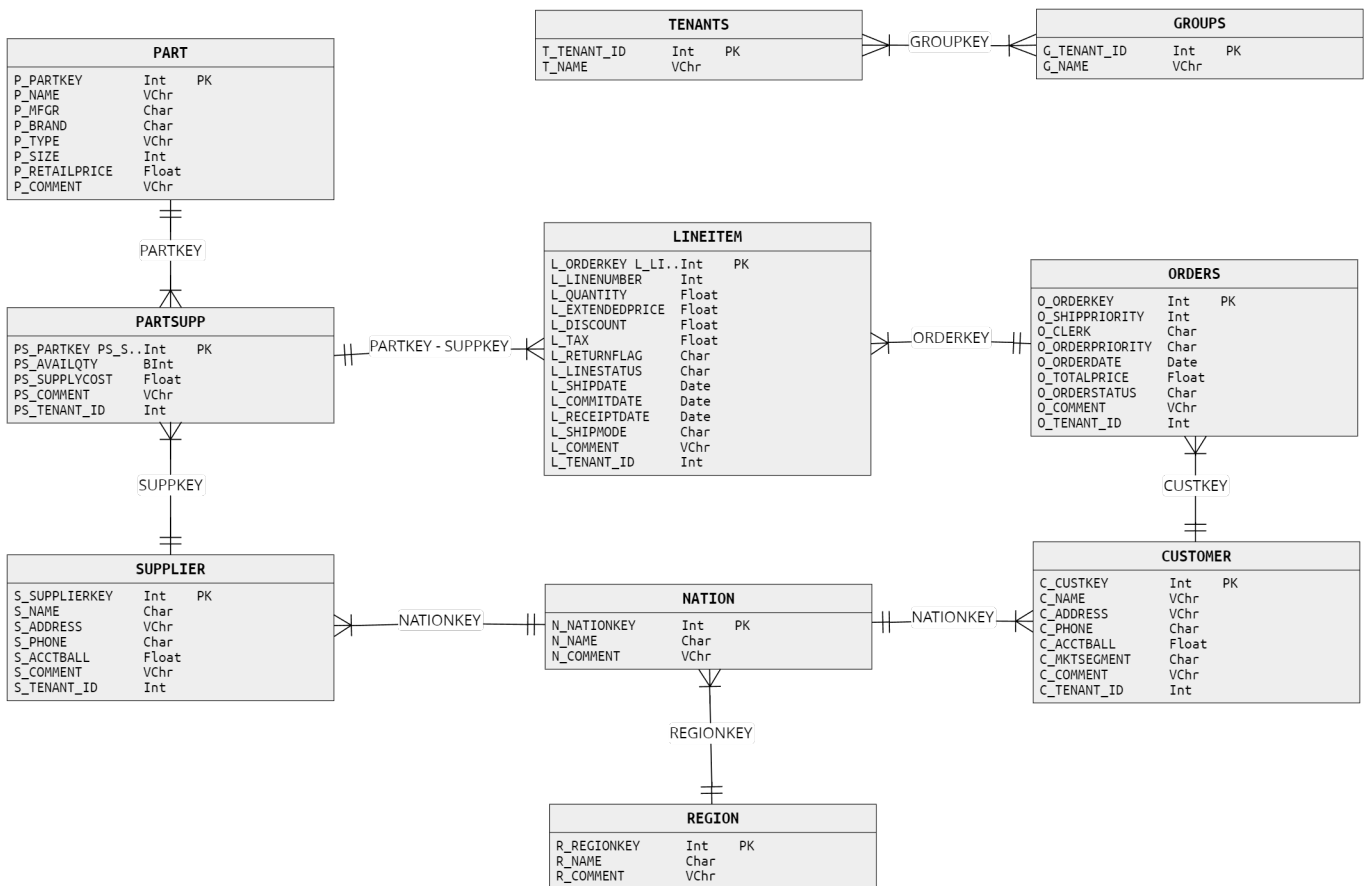 TENANTS
T_TENANT_ID Int PK
T_NAME VChr
GROUPKEY
GROUPS
G_TENANT_ID Int PK
G_NAME VChr
PART
P_PARTKEY Int PK
P_NAME VChr
P_MFGR Char
P_BRAND Char
P_TYPE VChr
P_SIZE Int
P_RETAILPRICE Float
P_COMMENT VChr
PARTKEY
PARTSUPP
PS_PARTKEY PS_S..Int PK
PS_AVAILQTY BInt
PS_SUPPLYCOST Float
PS_COMMENT VChr
PS_TENANT_ID Int
PARTKEY - SUPPKEY
LINEITEM
L_ORDERKEY L_LI..Int PK
L_LINENUMBER Int
L_QUANTITY Float
L_EXTENDEDPRICE Float
L_DISCOUNT Float
L_TAX Float
L_RETURNFLAG Char
L_LINESTATUS Char
L_SHIPDATE Date
L_COMMITDATE Date
L_RECEIPTDATE Date
L_SHIPMODE Char
L_COMMENT VChr
L_TENANT_ID Int
ORDERKEY
ORDERS
O_ORDERKEY Int PK
O_SHIPPRIORITY Int
O_CLERK Char
O_ORDERPRIORITY Char
O_ORDERDATE Date
O_TOTALPRICE Float
O_ORDERSTATUS Char
O_COMMENT VChr
O_TENANT_ID Int
SUPPKEY
CUSTKEY
SUPPLIER
S_SUPPLIERKEY Int PK
S_NAME Char
S_ADDRESS VChr
S_PHONE Char
S_ACCTBALL Float
S_COMMENT VChr
S_TENANT_ID Int
NATIONKEY
NATION
N_NATIONKEY Int PK
N_NAME Char
N_COMMENT VChr
NATIONKEY
CUSTOMER
C_CUSTKEY Int PK
C_NAME VChr
C_ADDRESS VChr
C_PHONE Char
C_ACCTBALL Float
C_MKTSEGMENT Char
C_COMMENT VChr
C_TENANT_ID Int
REGIONKEY
REGION
R_REGIONKEY Int PK
R_NAME Char
R_COMMENT VChr